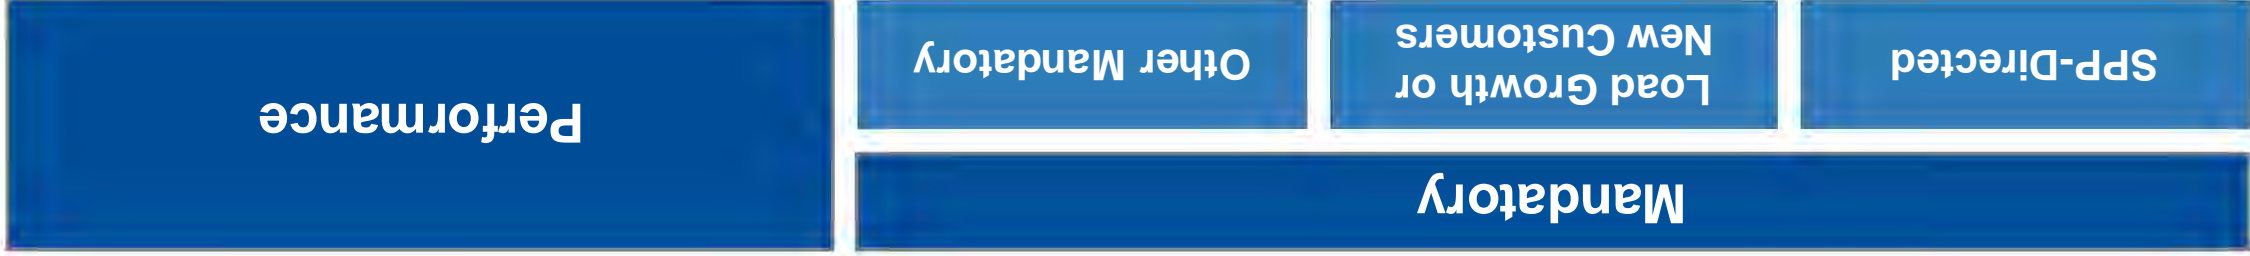 Mandatory
SPP-Directed
Load Growth or
New Customers
Other Mandatory
Performance